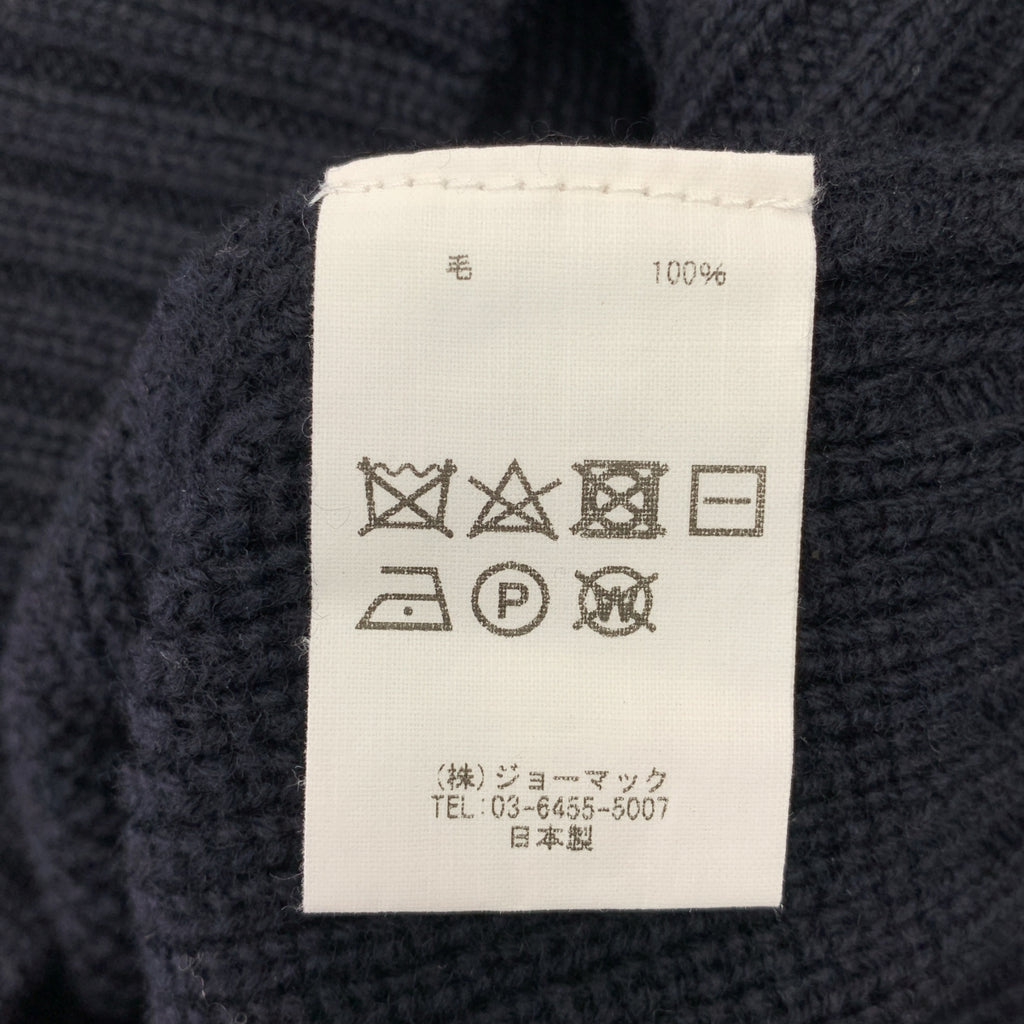 毛 100%
P
W
(株)ジョーマック
TEL:03-6455-5007
日本製